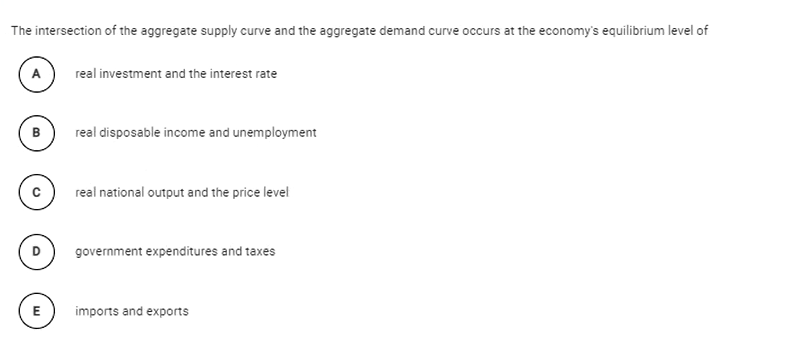 The intersection of the aggregate supply curve and the aggregate demand curve occurs at the economy's equilibrium level of
A real investment and the interest rate
B real disposable income and unemployment
C real national output and the price level
D government expenditures and taxes
E imports and exports